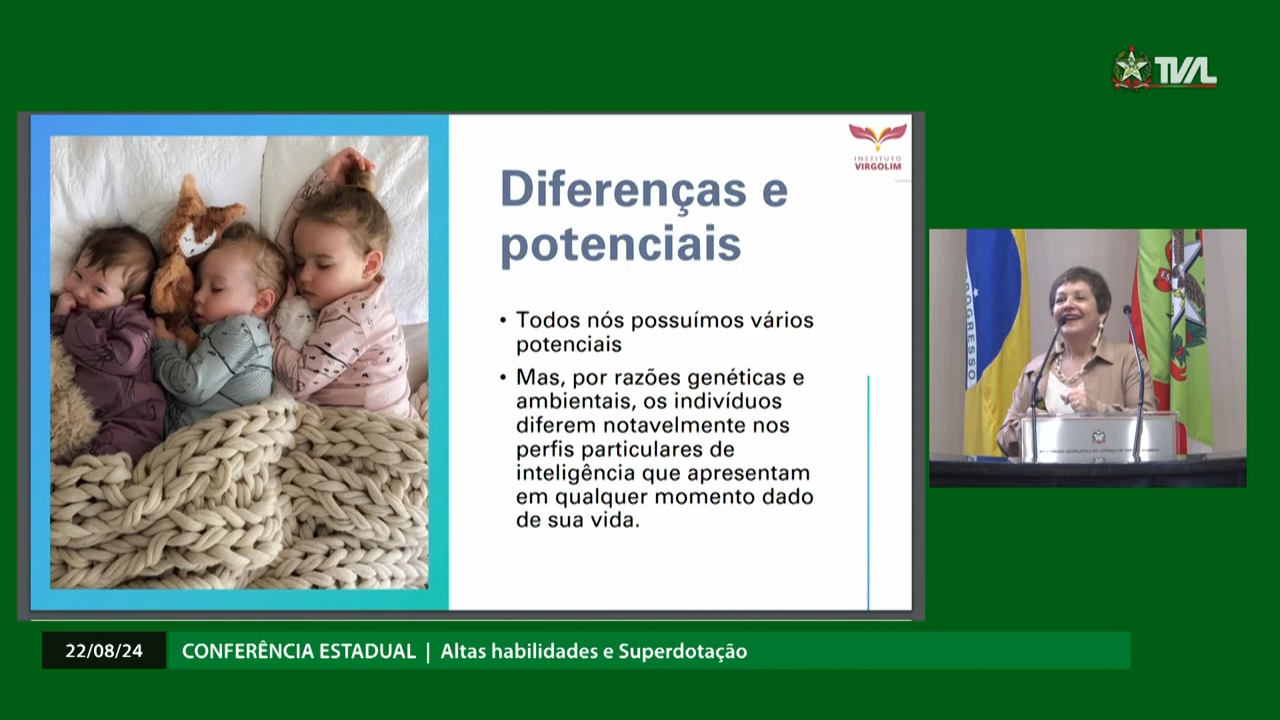 TVAL
INSTITUTO
VIRGOLIM
Diferenças e
potenciais
• Todos nós possuímos vários
potenciais
• Mas, por razões genéticas e
ambientais, os indivíduos
diferem notavelmente nos
perfis particulares de
inteligência que apresentam
em qualquer momento dado
de sua vida.
PROGRESSO
22/08/24
CONFERÊNCIA ESTADUAL | Altas habilidades e Superdotação